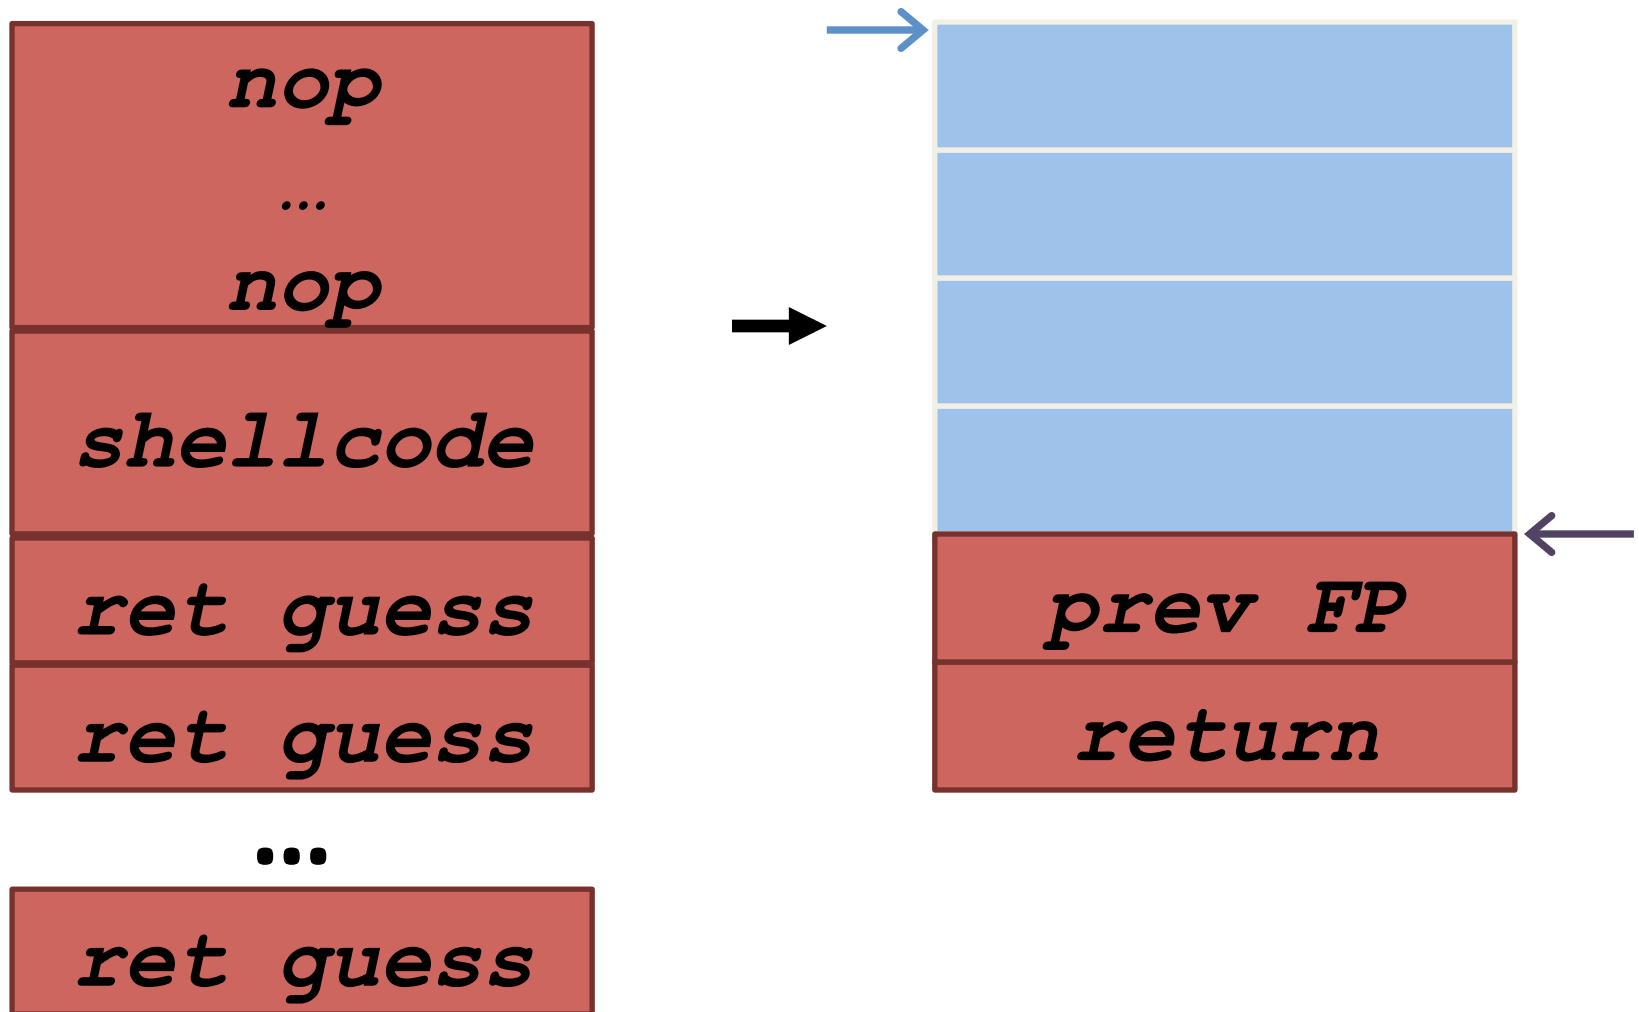 nop
...
nop
shellcode
ret guess
ret guess
...
ret guess
prev FP
return